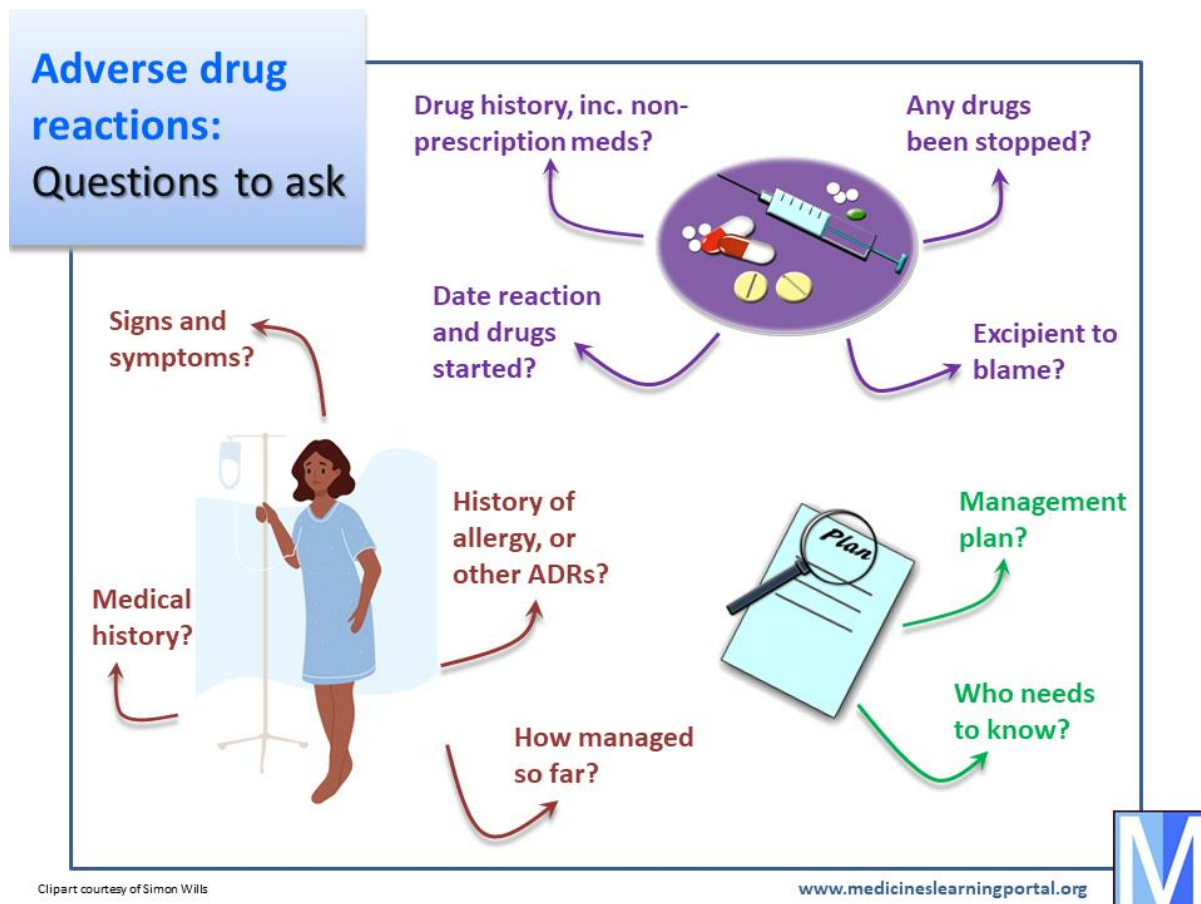 Adverse drug
reactions:
Questions to ask
Drug history, inc. non-
prescription meds?
Any drugs
been stopped?
Date reaction
and drugs
started?
Excipient to
blame?
Signs and
symptoms?
History of
allergy, or
other ADRs?
Medical
history?
How managed
so far?
Plan
Management
plan?
Who needs
to know?
Clipart courtesy of Simon Wills
www.medicineslearningportal.org
M